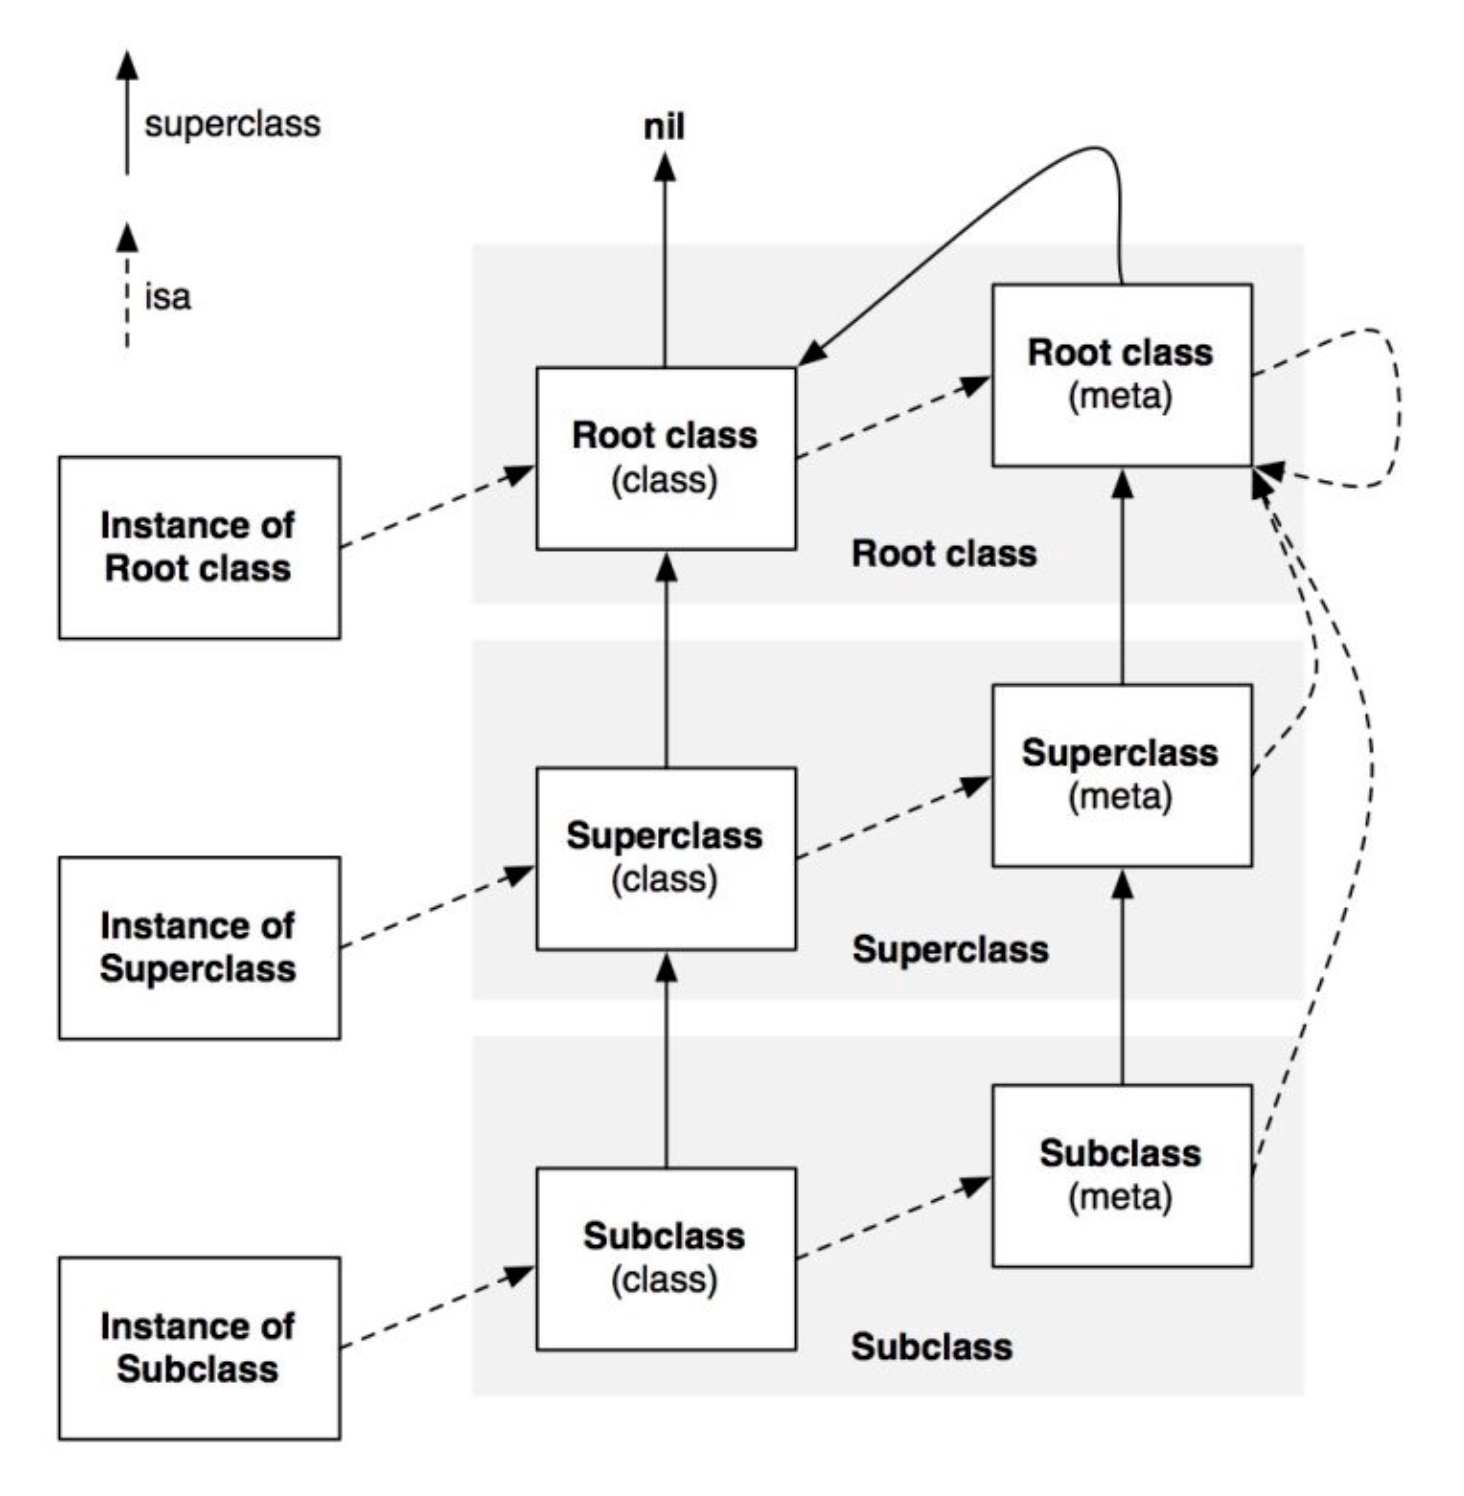 superclass
isa
nil
Root class
(meta)
Root class
(class)
Instance of
Root class
Root class
Superclass
(meta)
Superclass
(class)
Instance of
Superclass
Superclass
Subclass
(meta)
Subclass
(class)
Instance of
Subclass
Subclass